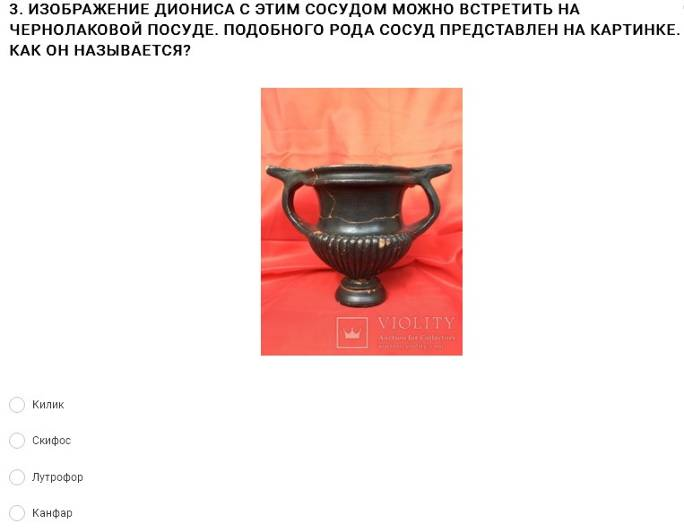 3. ИЗОБРАЖЕНИЕ ДИОНИСА С ЭТИМ СОСУДОМ МОЖНО ВСТРЕТИТЬ НА
ЧЕРНОЛАКОВОЙ ПОСУДЕ. ПОДОБНОГО РОДА СОСУД ПРЕДСТАВЛЕН НА КАРТИНКЕ.
КАК ОН НАЗЫВАЕТСЯ?
VIOLITY
Auction for Collectors
Килик
Скифос
Лутрофор
Канфар